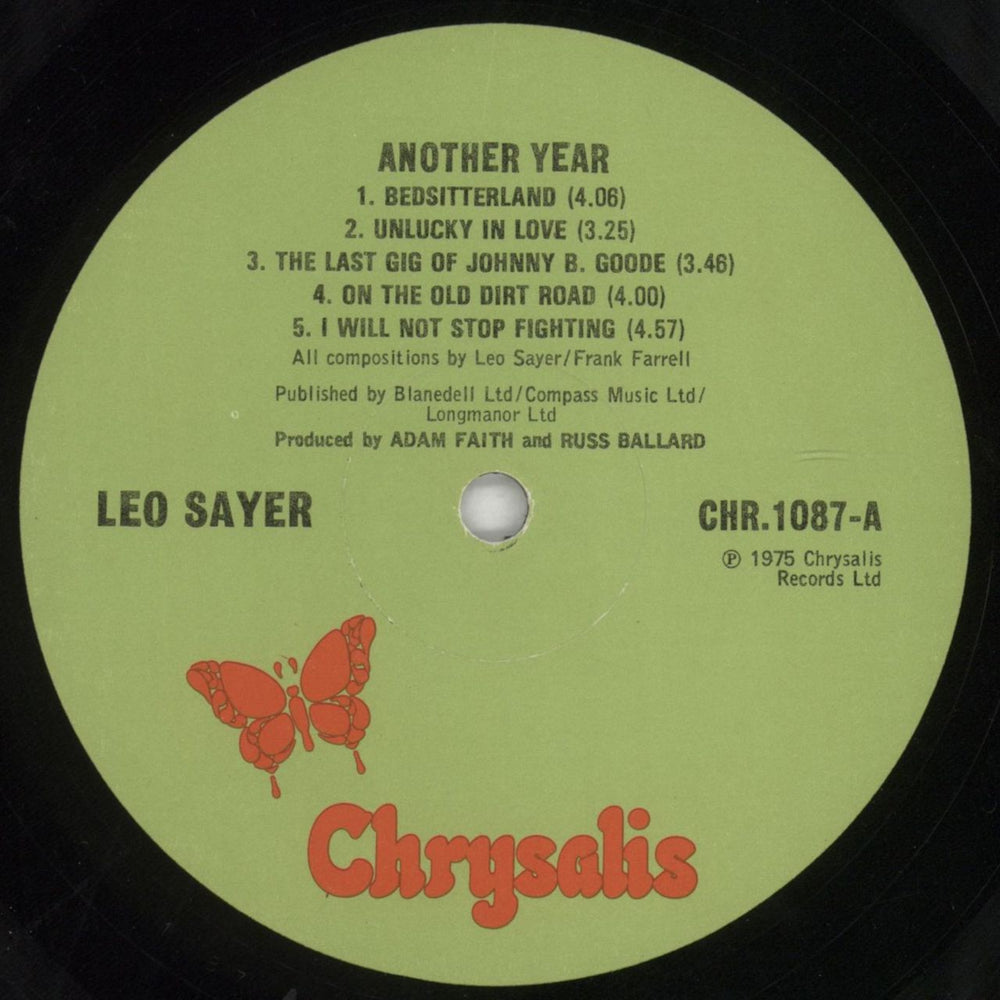 ANOTHER YEAR
1. BEDSITTERLAND (4.06)
2. UNLUCKY IN LOVE (3.25)
3. THE LAST GIG OF JOHNNY B. GOODE (3.46)
4. ON THE OLD DIRT ROAD (4.00)
5. I WILL NOT STOP FIGHTING (4.57)
All compositions by Leo Sayer/Frank Farrell
Published by Blanedell Ltd/Compass Music Ltd/
Longmanor Ltd
Produced by ADAM FAITH and RUSS BALLARD
LEO SAYER
CHR.1087-A
℗ 1975 Chrysalis
Records Ltd
Chrysalis